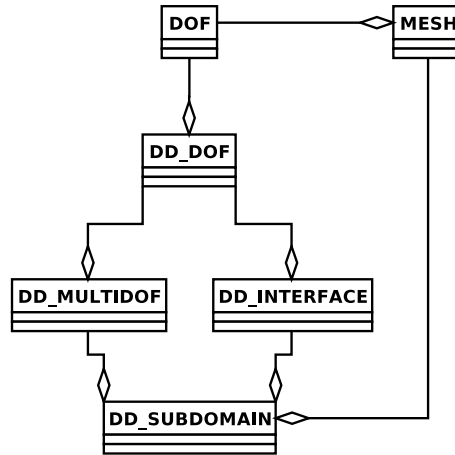 DOF
MESH
DD_DOF
DD_MULTIDOF
DD_INTERFACE
DD_SUBDOMAIN